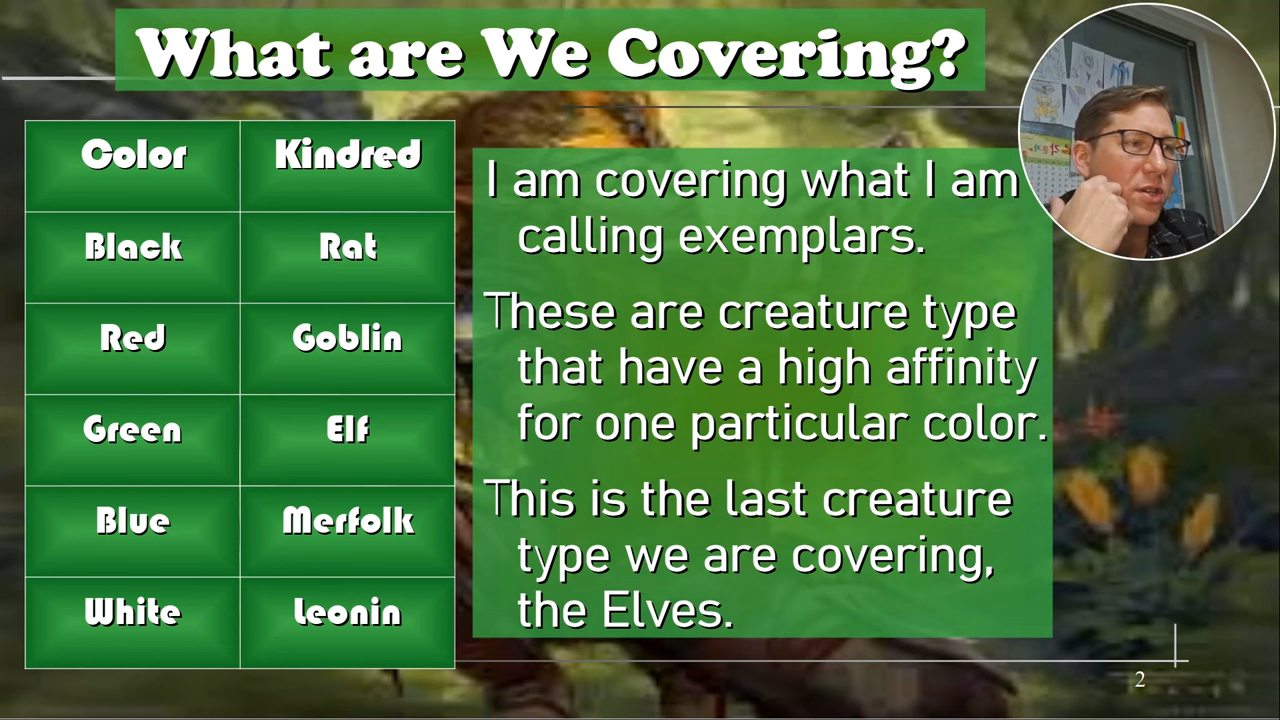 What are We Covering?
Color Kindred
Black Rat
Red Goblin
Green Elf
Blue Merfolk
White Leonin
I am covering what I am
calling exemplars.
These are creature type
that have a high affinity
for one particular color.
This is the last creature
type we are covering,
the Elves.
2